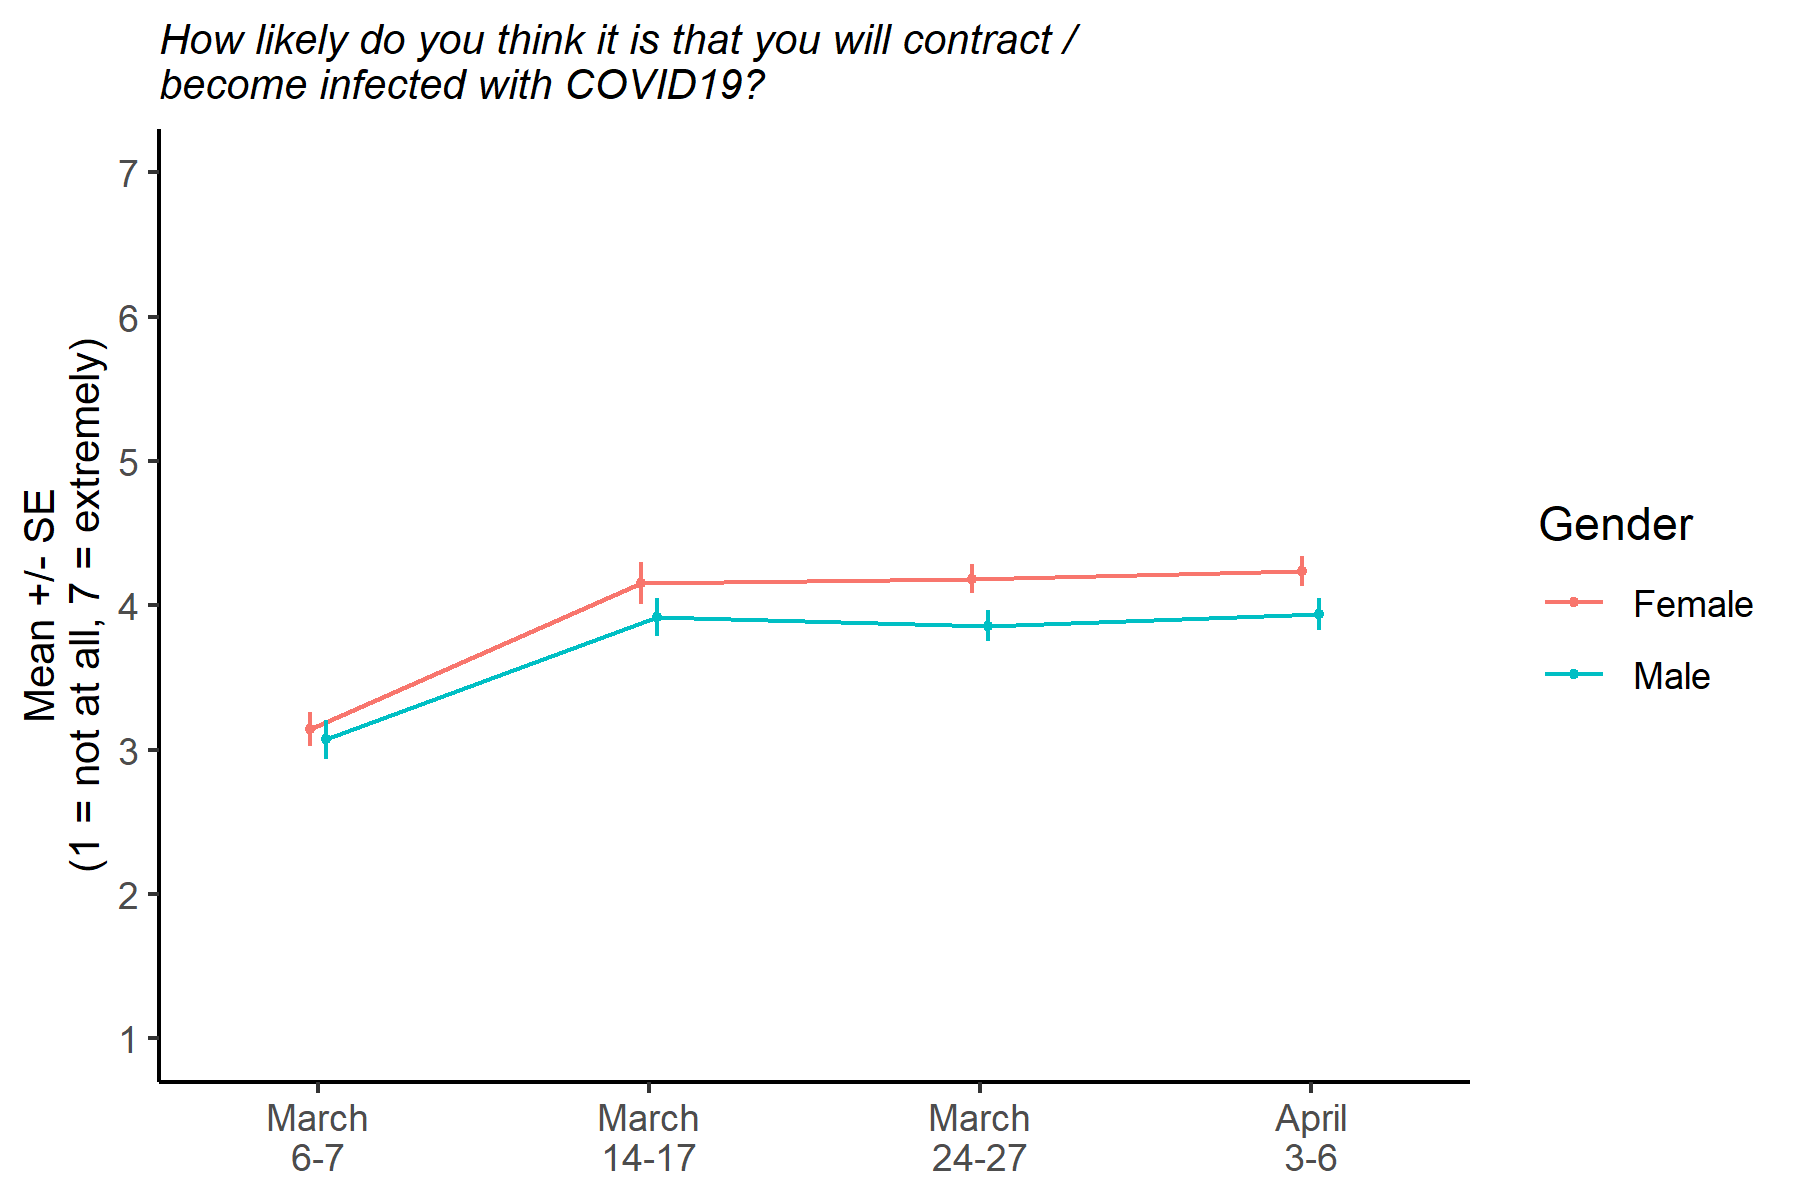 How likely do you think it is that you will contract /
become infected with COVID19?
Mean +/- SE
(1 = not at all, 7 = extremely)
7
6
5
4
3
2
1
March
6-7
March
14-17
March
24-27
April
3-6
Gender
Female
Male